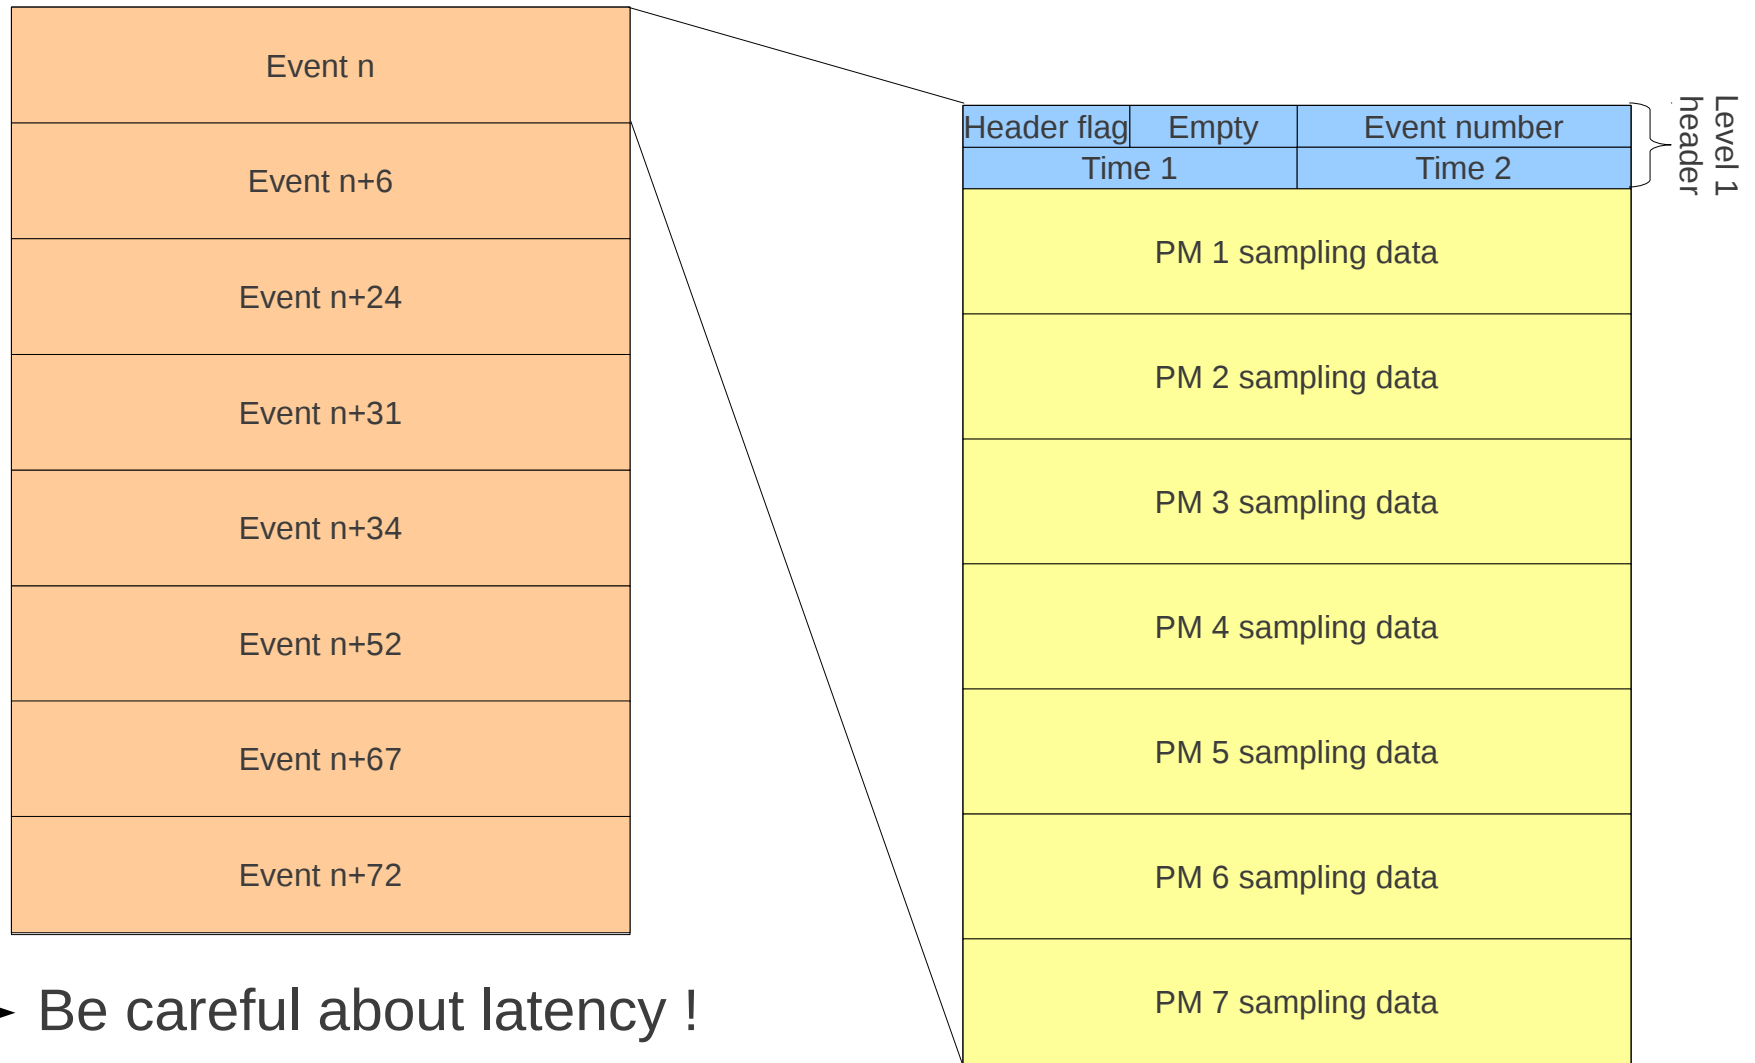 Event n
Event n+6
Event n+24
Event n+31
Event n+34
Event n+52
Event n+67
Event n+72
Be careful about latency !
Header flag Empty Event number
Time 1 Time 2
Level 1
header
PM 1 sampling data
PM 2 sampling data
PM 3 sampling data
PM 4 sampling data
PM 5 sampling data
PM 6 sampling data
PM 7 sampling data